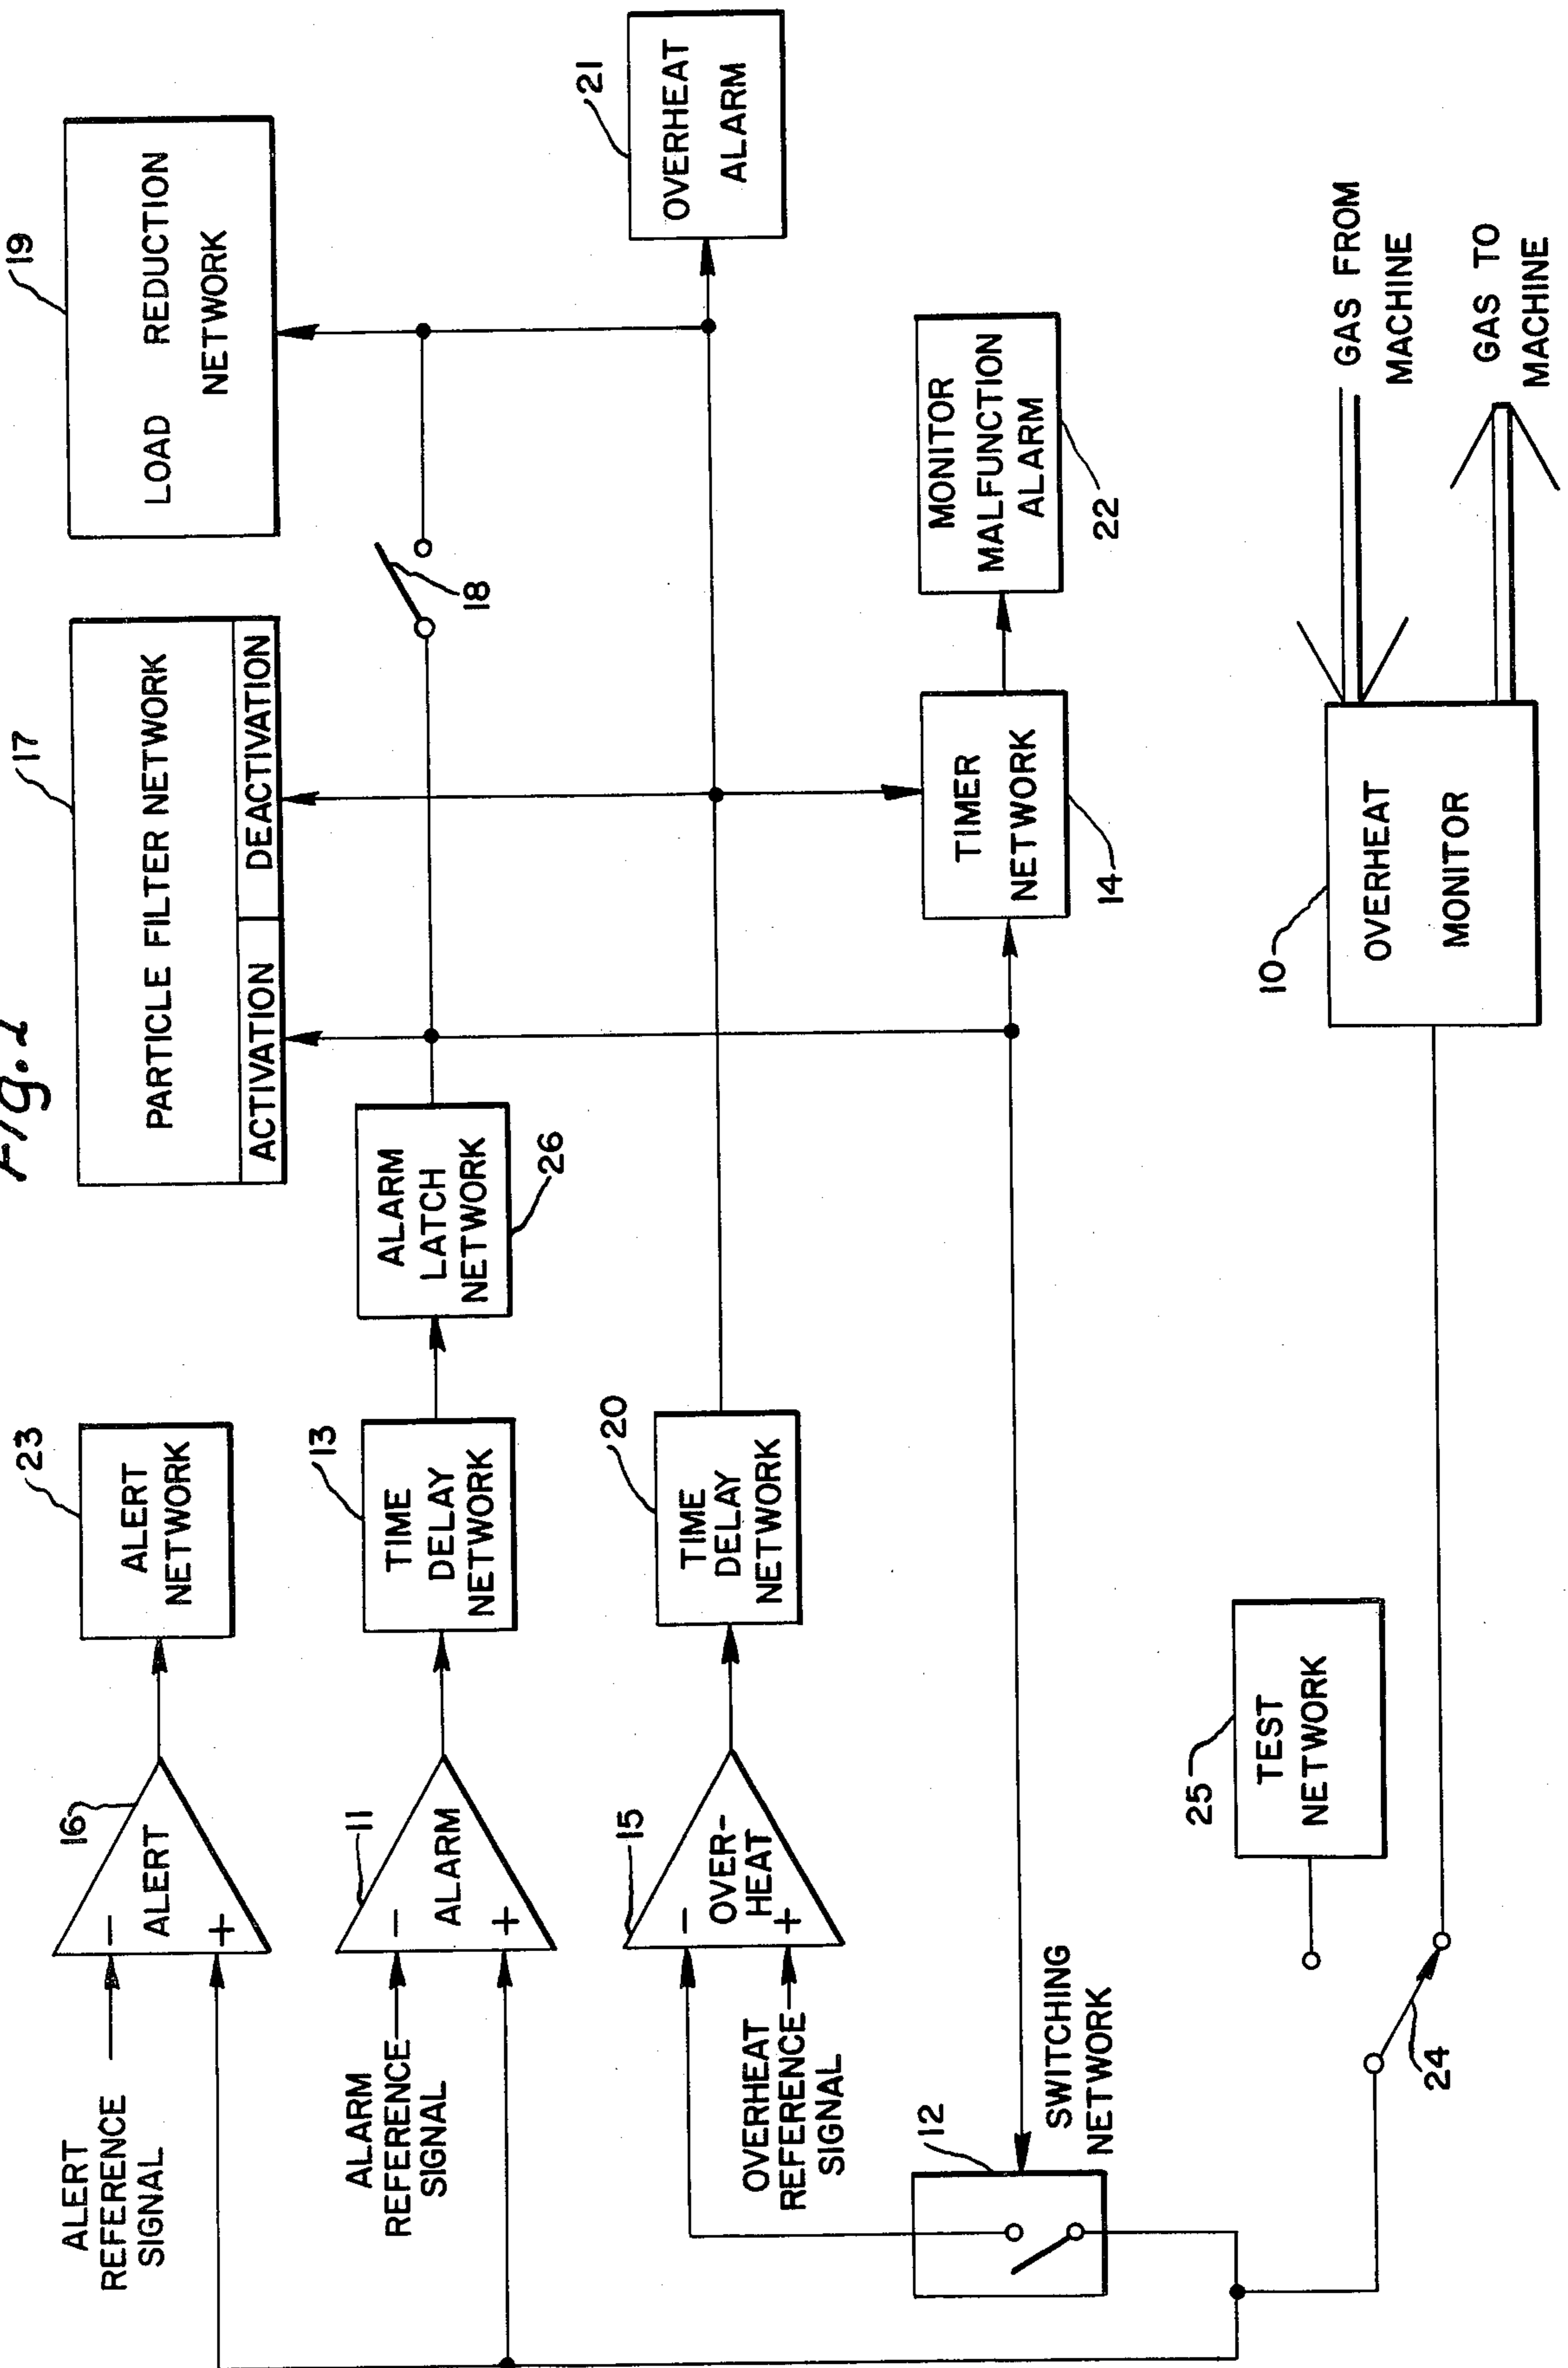 Fig. 2
17
PARTICLE FILTER NETWORK
ACTIVATION
DEACTIVATION
19
LOAD REDUCTION
NETWORK
23
ALERT
NETWORK
16
ALERT
-
+
ALERT
REFERENCE
SIGNAL
13
TIME
DELAY
NETWORK
11
ALARM
-
+
ALARM
REFERENCE
SIGNAL
ALARM
LATCH
NETWORK
26
18
21
OVERHEAT
ALARM
20
TIME
DELAY
NETWORK
15
OVER-
HEAT
-
+
OVERHEAT
REFERENCE
SIGNAL
12
SWITCHING
NETWORK
TIMER
NETWORK
14
MONITOR
MALFUNCTION
ALARM
22
25
TEST
NETWORK
24
10
OVERHEAT
MONITOR
GAS FROM
MACHINE
GAS TO
MACHINE